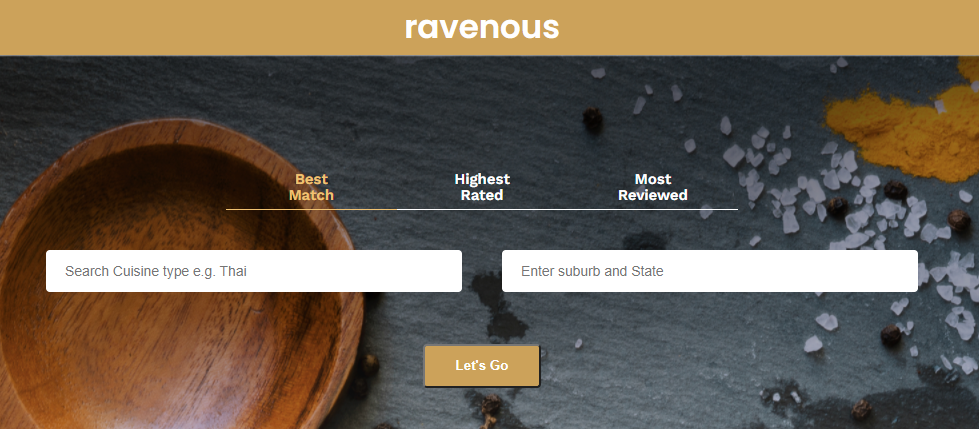 ravenous
Best Highest Most
Match Rated Reviewed
Search Cuisine type e.g. Thai
Enter suburb and State
Let's Go